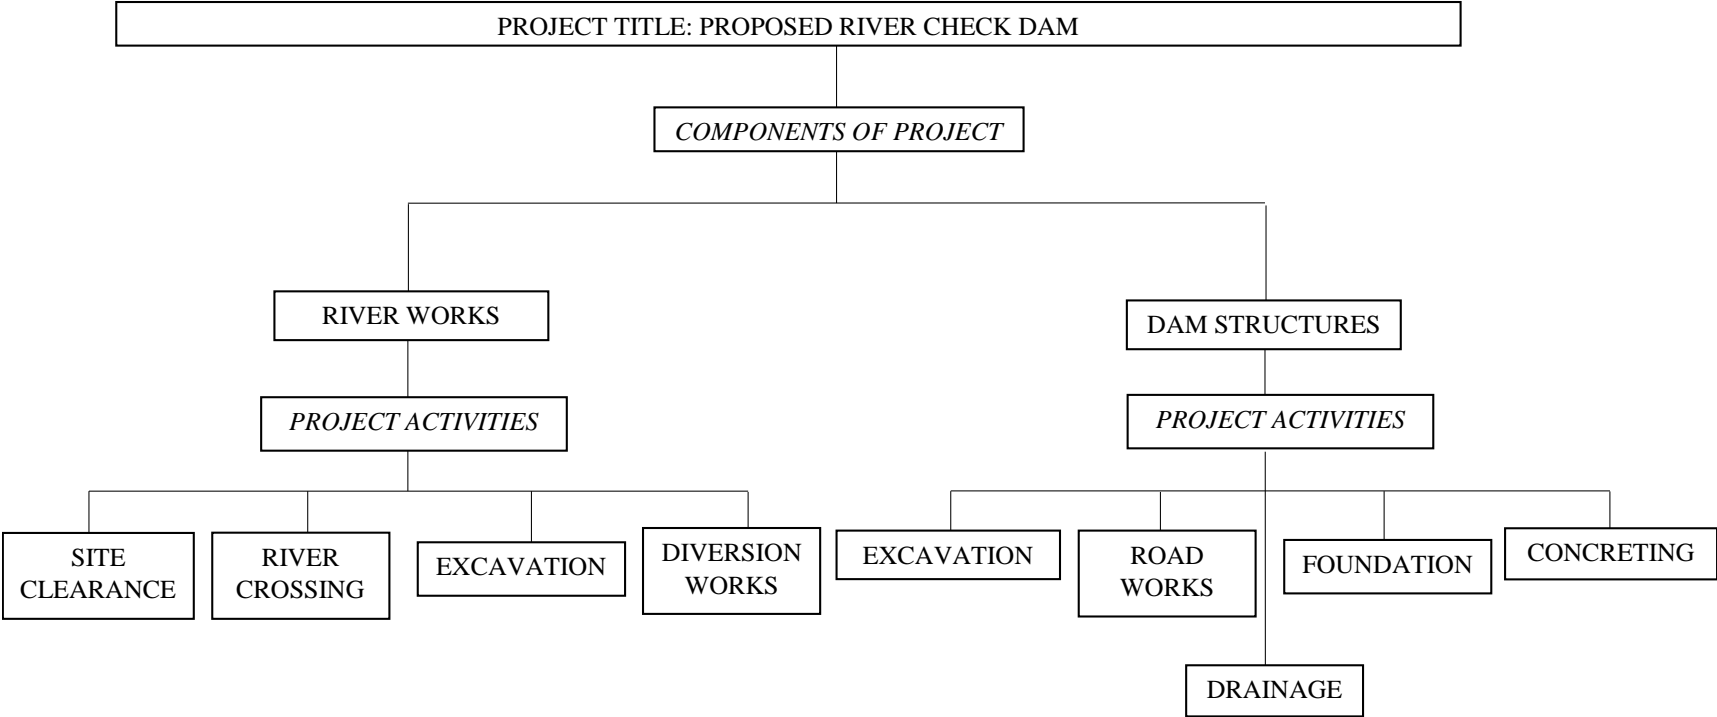 PROJECT TITLE: PROPOSED RIVER CHECK DAM
COMPONENTS OF PROJECT
RIVER WORKS
DAM STRUCTURES
PROJECT ACTIVITIES
PROJECT ACTIVITIES
SITE
CLEARANCE
RIVER
CROSSING
EXCAVATION
DIVERSION
WORKS
EXCAVATION
ROAD
WORKS
FOUNDATION
CONCRETING
DRAINAGE